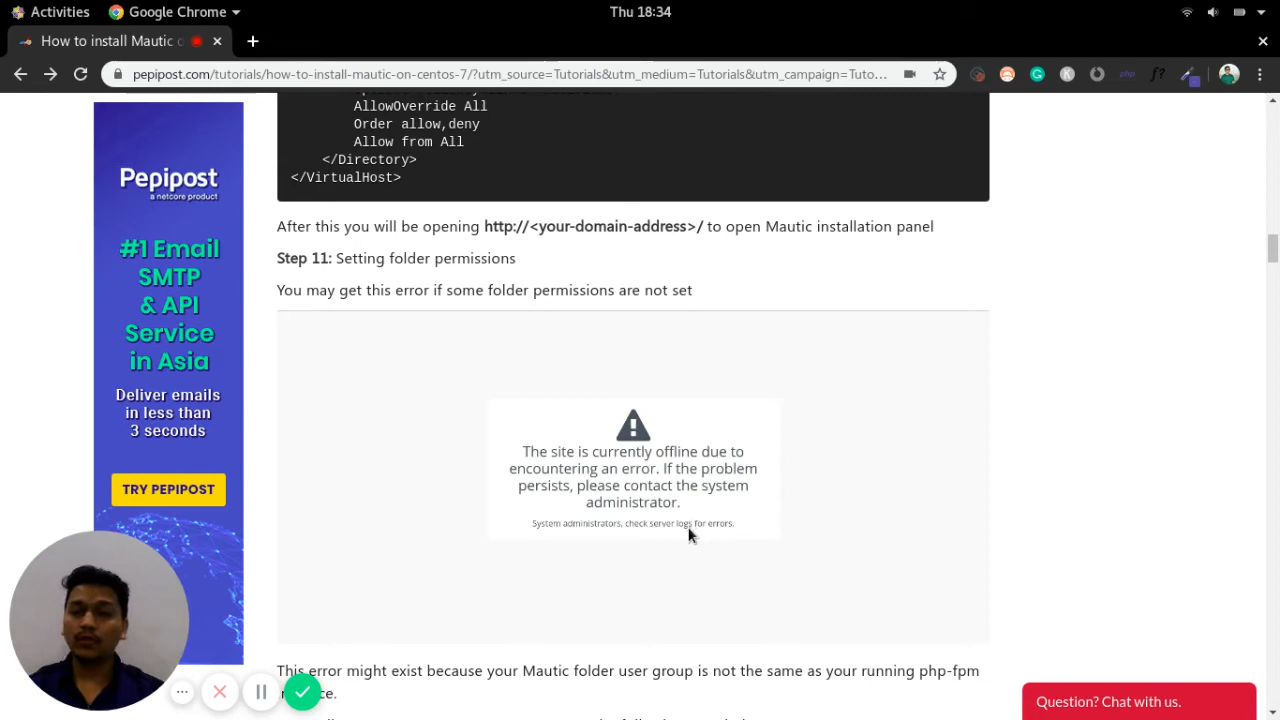 Activities
Google Chrome
Thu 18:34
How to install Mautic
pepipost.com/tutorials/how-to-install-mautic-on-centos-7/?utm_source=Tutorials&utm_medium=Tutorials&utm_campaign=Tuto...
php
f?
AllowOverride All
Order allow,deny
Allow from All
</Directory>
</VirtualHost>
After this you will be opening http://<your-domain-address>/ to open Mautic installation panel
Step 11: Setting folder permissions
You may get this error if some folder permissions are not set
The site is currently offline due to
encountering an error. If the problem
persists, please contact the system
administrator.
System administrators, check server logs for errors.
This error might exist because your Mautic folder user group is not the same as your running php-fpm
Pepipost
a netcore product
#1 Email
SMTP
& API
Service
in Asia
Deliver emails
in less than
3 seconds
TRY PEPIPOST
Question? Chat with us.